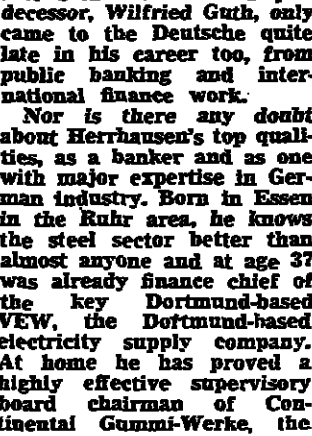 decessor, Wilfried Guth, only
came to the Deutsche quite
late in his career too, from
public banking and inter-
national finance work.
Nor is there any doubt
about Herrhausen's top quali-
ties, as a banker and as one
with major expertise in Ger-
man industry. Born in Essen
in the Ruhr area, he knows
the steel sector better than
almost anyone and at age 37
was already finance chief of
the key Dortmund-based
VEW, the Dortmund-based
electricity supply company.
At home he has proved a
highly effective supervisory
board chairman of Con-
tinental Gummi-Werke, the